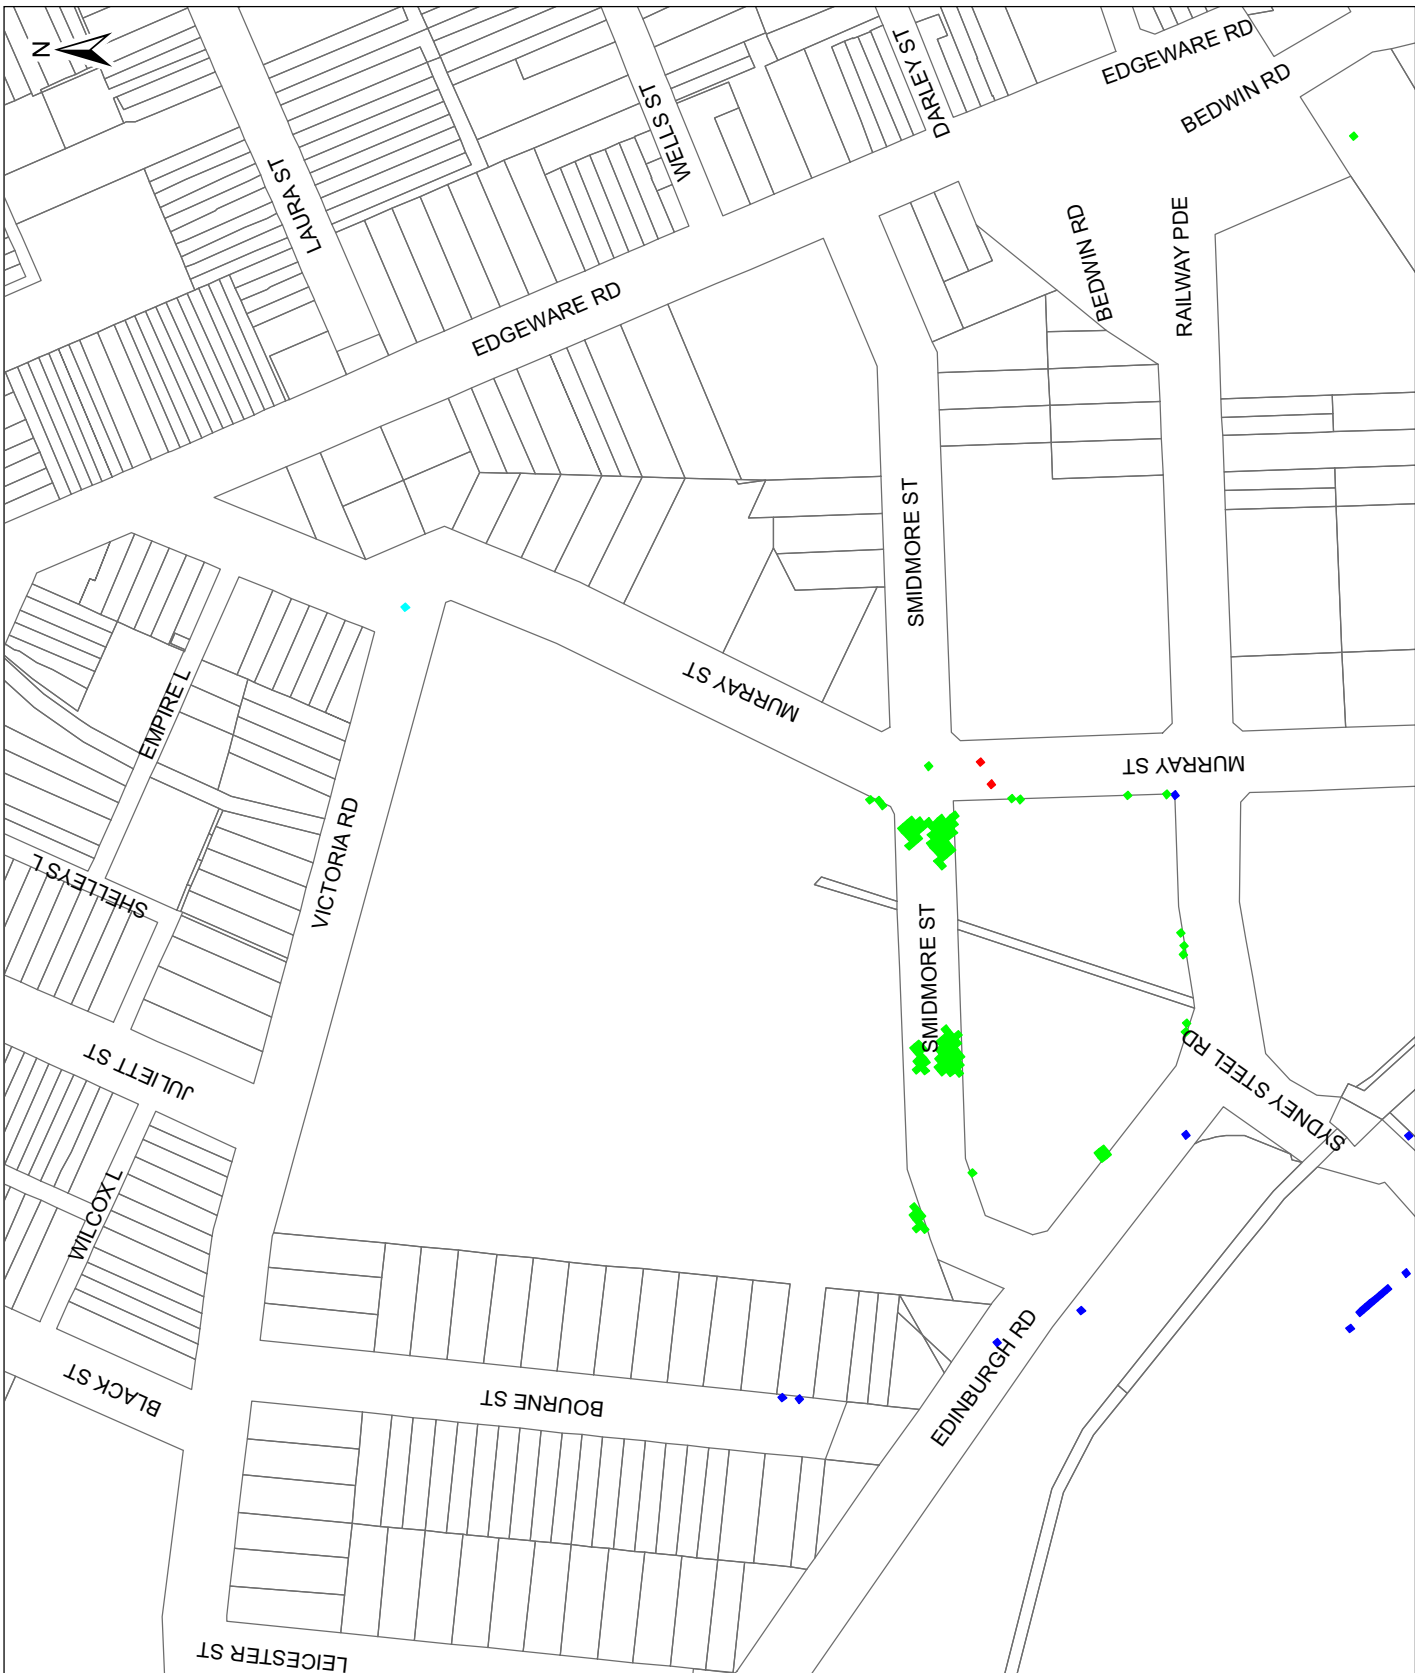 N
EDGEWARE RD
DARLEY ST
BEDWIN RD
WELLS ST
LAURA ST
BEDWIN RD
RAILWAY PDE
EDGEWARE RD
SMIDMORE ST
MURRAY ST
EMPIRE L
MURRAY ST
VICTORIA RD
SHELLEYS L
SMIDMORE ST
JULIETT ST
SYDNEY STEEL RD
WILCOX L
EDINBURGH RD
BLACK ST
BOURNE ST
LEICESTER ST